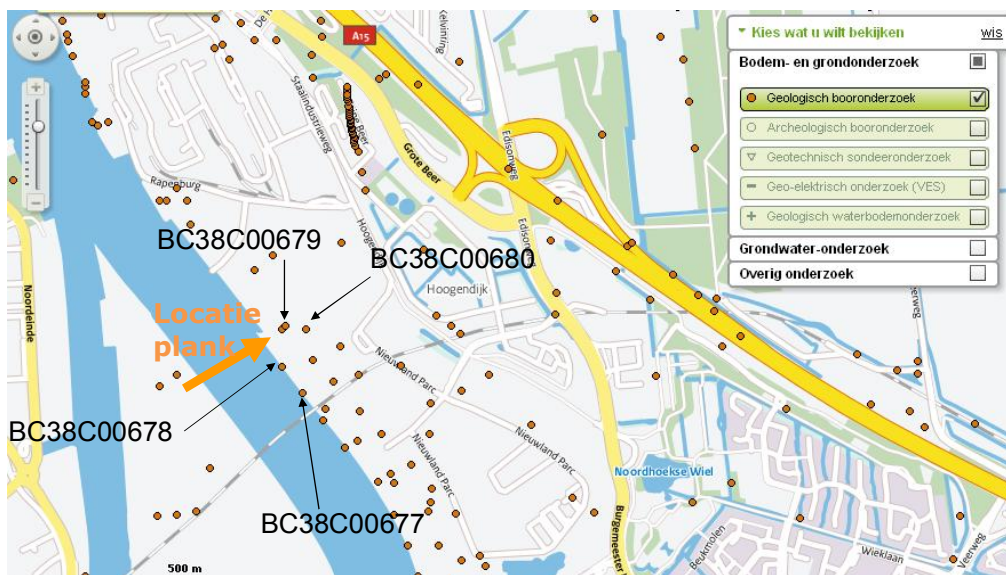 Kies wat u wilt bekijken
wis
Bodem- en grondonderzoek
Geologisch booronderzoek
Archeologisch booronderzoek
Geotechnisch sondeeronderzoek
Geo-elektrisch onderzoek (VES)
Geologisch waterbodemonderzoek
Grondwater-onderzoek
Overig onderzoek
A15
Kelvinring
Staalindustrieweg
Grote Beer
Edisonweg
Rapenburg
BC38C00679
BC38C00680
Edisonweg
Hoogendijk
Noordeinde
Locatie
plank
Nieuwland Parc
BC38C00678
Nieuwland Parc
Nieuwland Parc
Noordhoekse Wiel
BC38C00677
Burgemeester
Beukmolen
Wieklaan
Veerweg
500 m